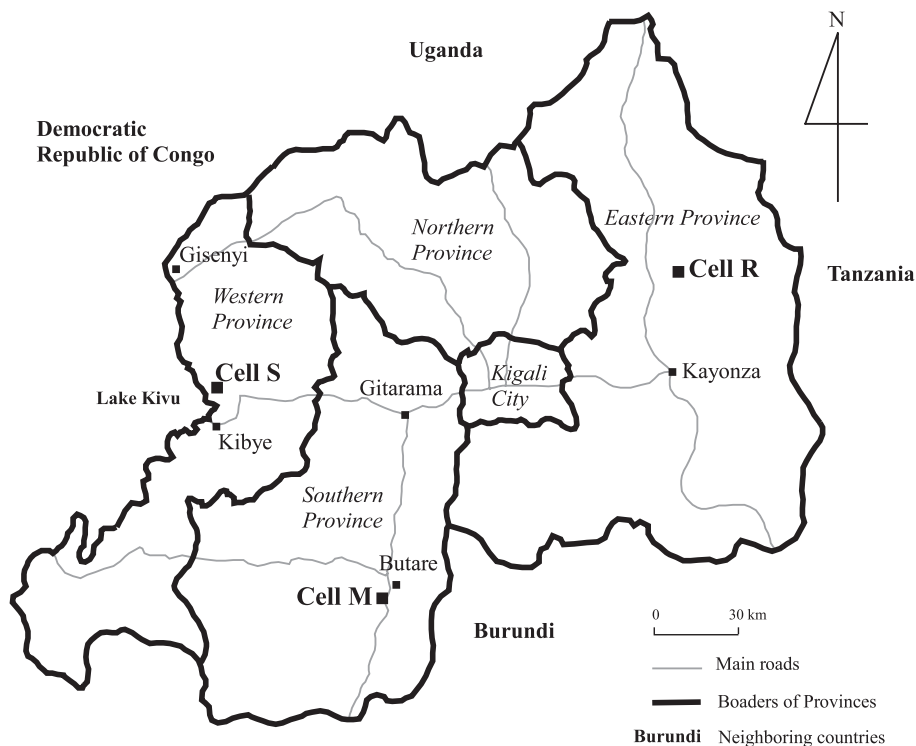 N
Uganda
Democratic
Republic of Congo
Eastern Province
Northern
Province
Gisenyi
Cell R
Tanzania
Western
Province
Cell S
Kigali
City
Kayonza
Gitarama
Lake Kivu
Kibye
Southern
Province
Butare
Cell M
Burundi
0 30 km
Main roads
Boaders of Provinces
Burundi Neighboring countries